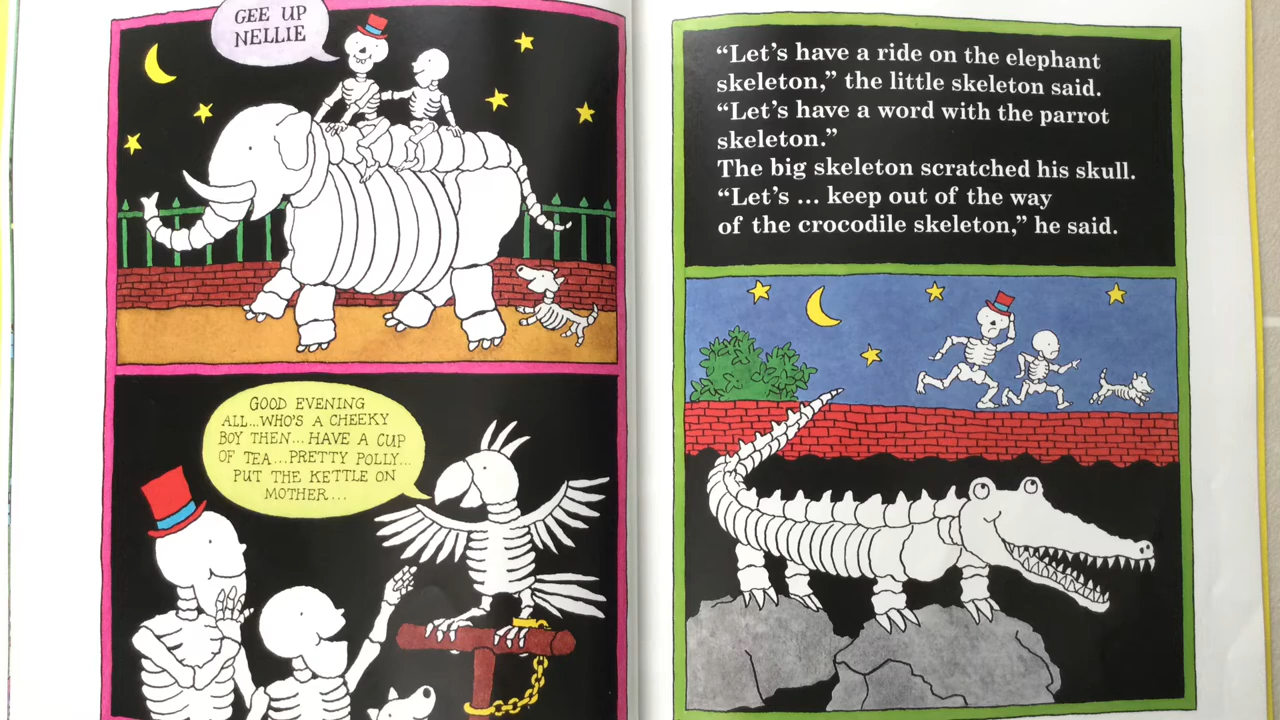 GEE UP
NELLIE
GOOD EVENING
ALL...WHO'S A CHEEKY
BOY THEN...HAVE A CUP
OF TEA...PRETTY POLLY...
PUT THE KETTLE ON
MOTHER...
“Let’s have a ride on the elephant
skeleton,” the little skeleton said.
“Let’s have a word with the parrot
skeleton.”
The big skeleton scratched his skull.
“Let’s ... keep out of the way
of the crocodile skeleton,” he said.